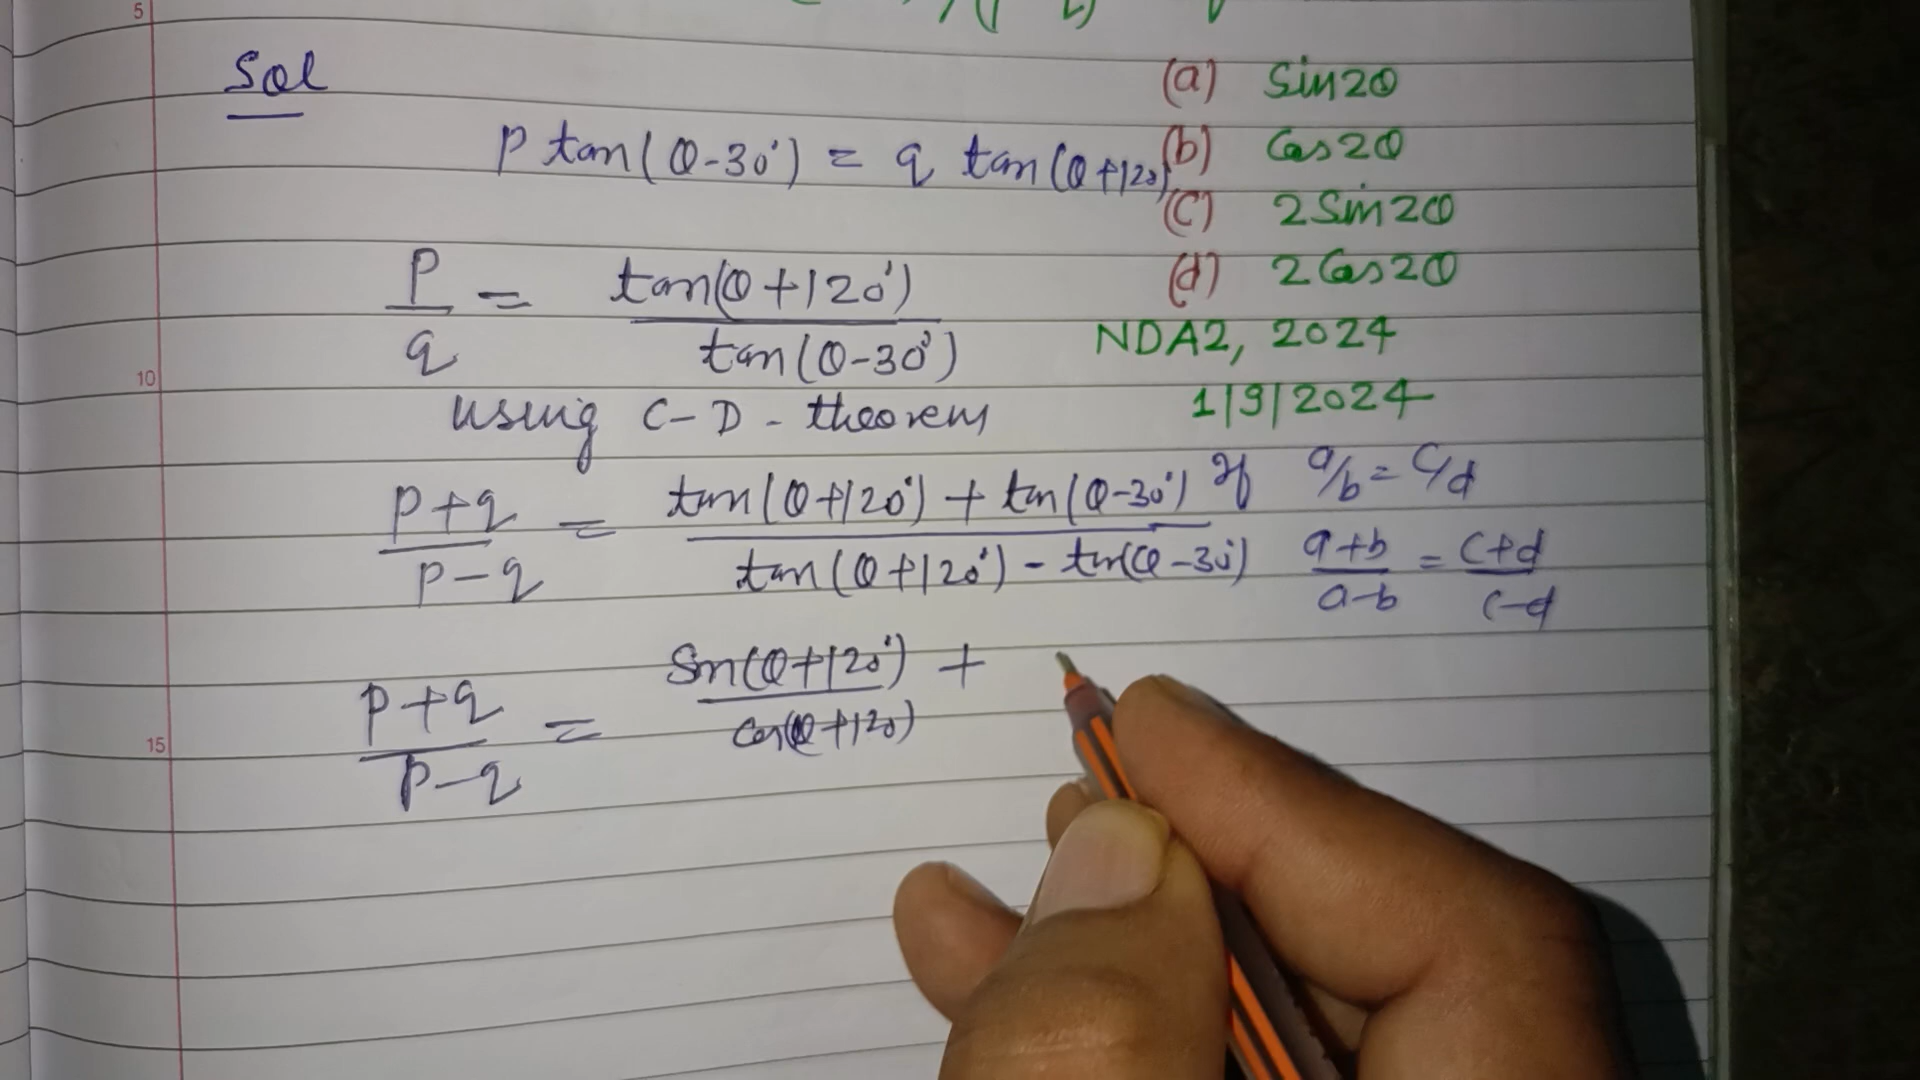 5
Sol
(a) Sin2θ
p tan(θ-30°) = q tan(θ+120)
(b) Cos2θ
(c) 2Sin2θ
p/q = tan(θ+120°)/tan(θ-30°)
(d) 2Cos2θ
NDA2, 2024
10
using C-D-theorem
1/9/2024
p+q/p-q = tan(θ+120°) + tan(θ-30°)/tan(θ+120°) - tan(θ-30°)
If a/b = c/d
a+b/a-b = c+d/c-d
p+q/p-q = Sin(θ+120°)/cos(θ+120) +
15